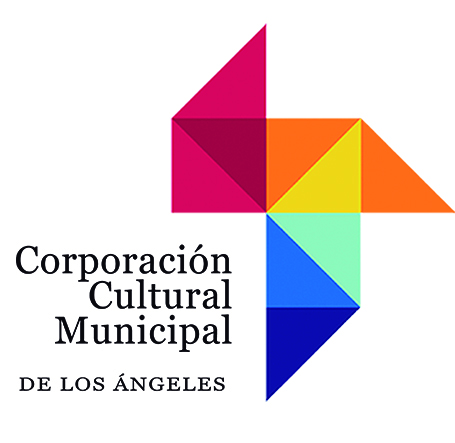 Corporación
Cultural
Municipal
DE LOS ÁNGELES